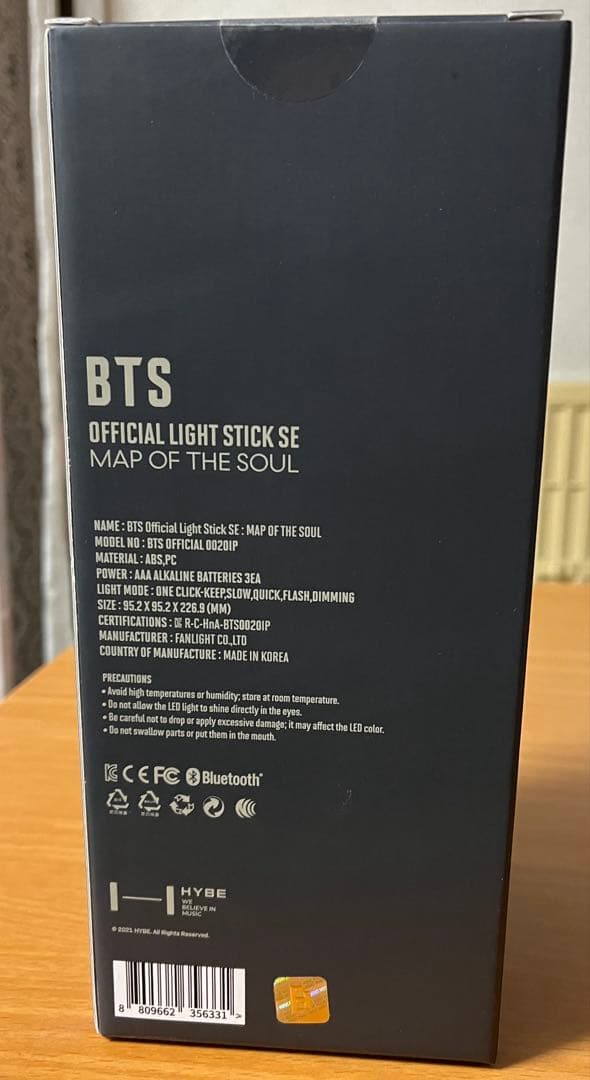 BTS
OFFICIAL LIGHT STICK SE
MAP OF THE SOUL
NAME : BTS Official Light Stick SE : MAP OF THE SOUL
MODEL NO : BTS OFFICIAL 00201P
MATERIAL : ABS,PC
POWER : AAA ALKALINE BATTERIES 3EA
LIGHT MODE : ONE CLICK-KEEP,SLOW,QUICK,FLASH,DIMMING
SIZE : 95.2 X 95.2 X 226.9 (MM)
CERTIFICATIONS : R-C-HnA-BTS00201P
MANUFACTURER : FANLIGHT CO.,LTD
COUNTRY OF MANUFACTURE : MADE IN KOREA
PRECAUTIONS
• Avoid high temperatures or humidity; store at room temperature.
• Do not allow the LED light to shine directly in the eyes.
• Be careful not to drop or apply excessive damage; it may affect the LED color.
• Do not swallow parts or put them in the mouth.
CE FC Bluetooth®
HYBE
WE
BELIEVE IN
MUSIC
© 2021 HYBE. All Rights Reserved.
8 809662 356331 >